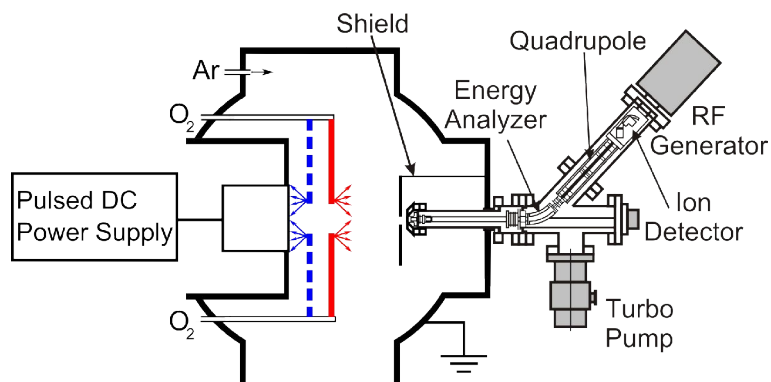 Shield
Quadrupole
Ar
Energy
Analyzer
O₂
RF
Generator
Pulsed DC
Power Supply
Ion
Detector
O₂
Turbo
Pump